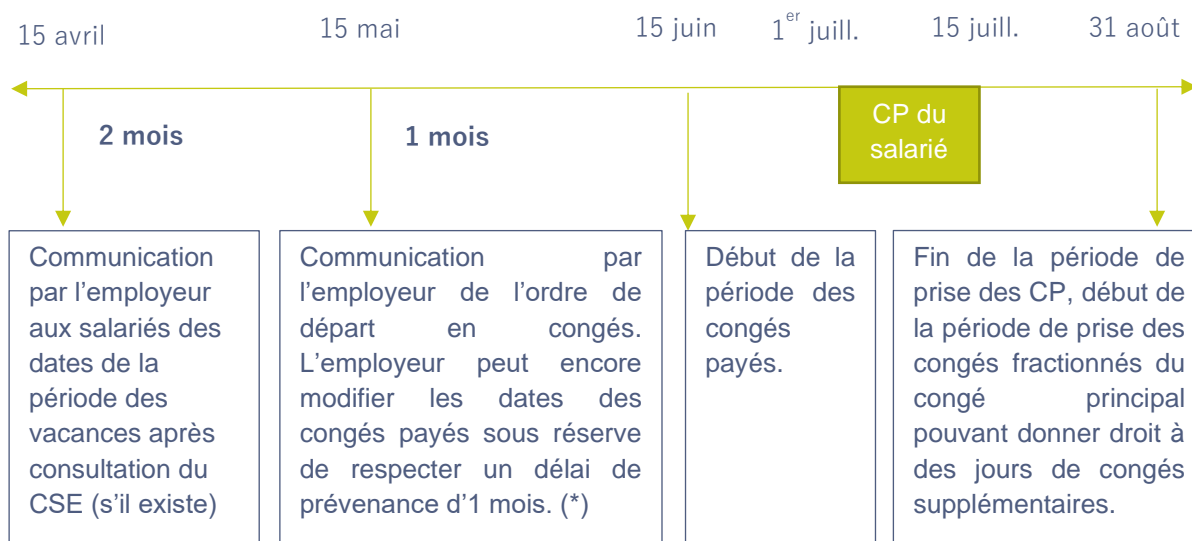 15 avril
15 mai
15 juin
1er juill.
15 juill.
31 août
2 mois
1 mois
CP du
salarié
Communication
par l’employeur
aux salariés des
dates de la
période des
vacances après
consultation du
CSE (s’il existe)
Communication par
l’employeur de l’ordre de
départ en congés.
L’employeur peut encore
modifier les dates des
congés payés sous réserve
de respecter un délai de
prévenance d’1 mois. (*)
Début de la
période des
congés
payés.
Fin de la période de
prise des CP, début de
la période de prise des
congés fractionnés du
congé principal
pouvant donner droit à
des jours de congés
supplémentaires.